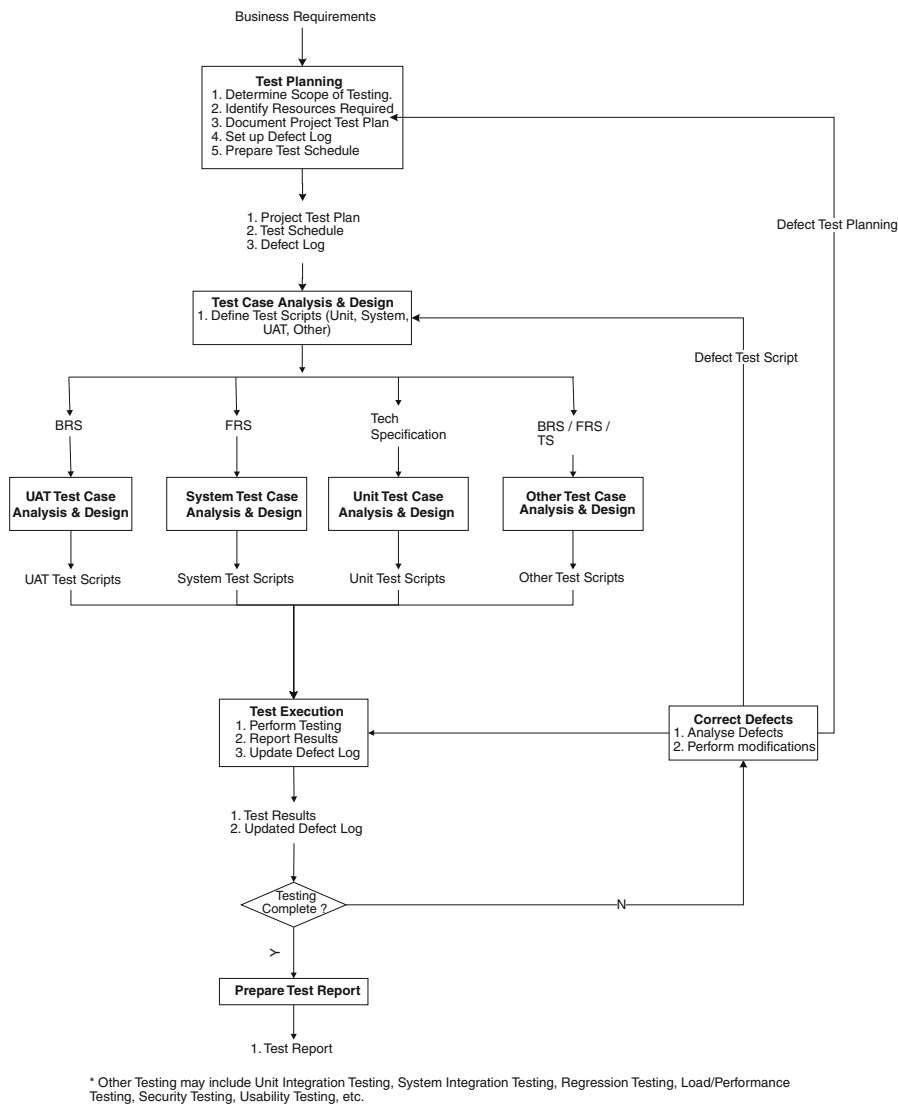 Business Requirements
Test Planning
1. Determine Scope of Testing.
2. Identify Resources Required
3. Document Project Test Plan
4. Set up Defect Log
5. Prepare Test Schedule
Defect Test Planning
1. Project Test Plan
2. Test Schedule
3. Defect Log
Test Case Analysis & Design
1. Define Test Scripts (Unit, System,
UAT, Other)
Defect Test Script
BRS
FRS
Tech
Specification
BRS / FRS /
TS
UAT Test Case
Analysis & Design
System Test Case
Analysis & Design
Unit Test Case
Analysis & Design
Other Test Case
Analysis & Design
UAT Test Scripts
System Test Scripts
Unit Test Scripts
Other Test Scripts
Test Execution
1. Perform Testing
2. Report Results
3. Update Defect Log
Correct Defects
1. Analyse Defects
2. Perform modifications
1. Test Results
2. Updated Defect Log
Testing
Complete ?
N
Y
Prepare Test Report
1. Test Report
* Other Testing may include Unit Integration Testing, System Integration Testing, Regression Testing, Load/Performance
Testing, Security Testing, Usability Testing, etc.